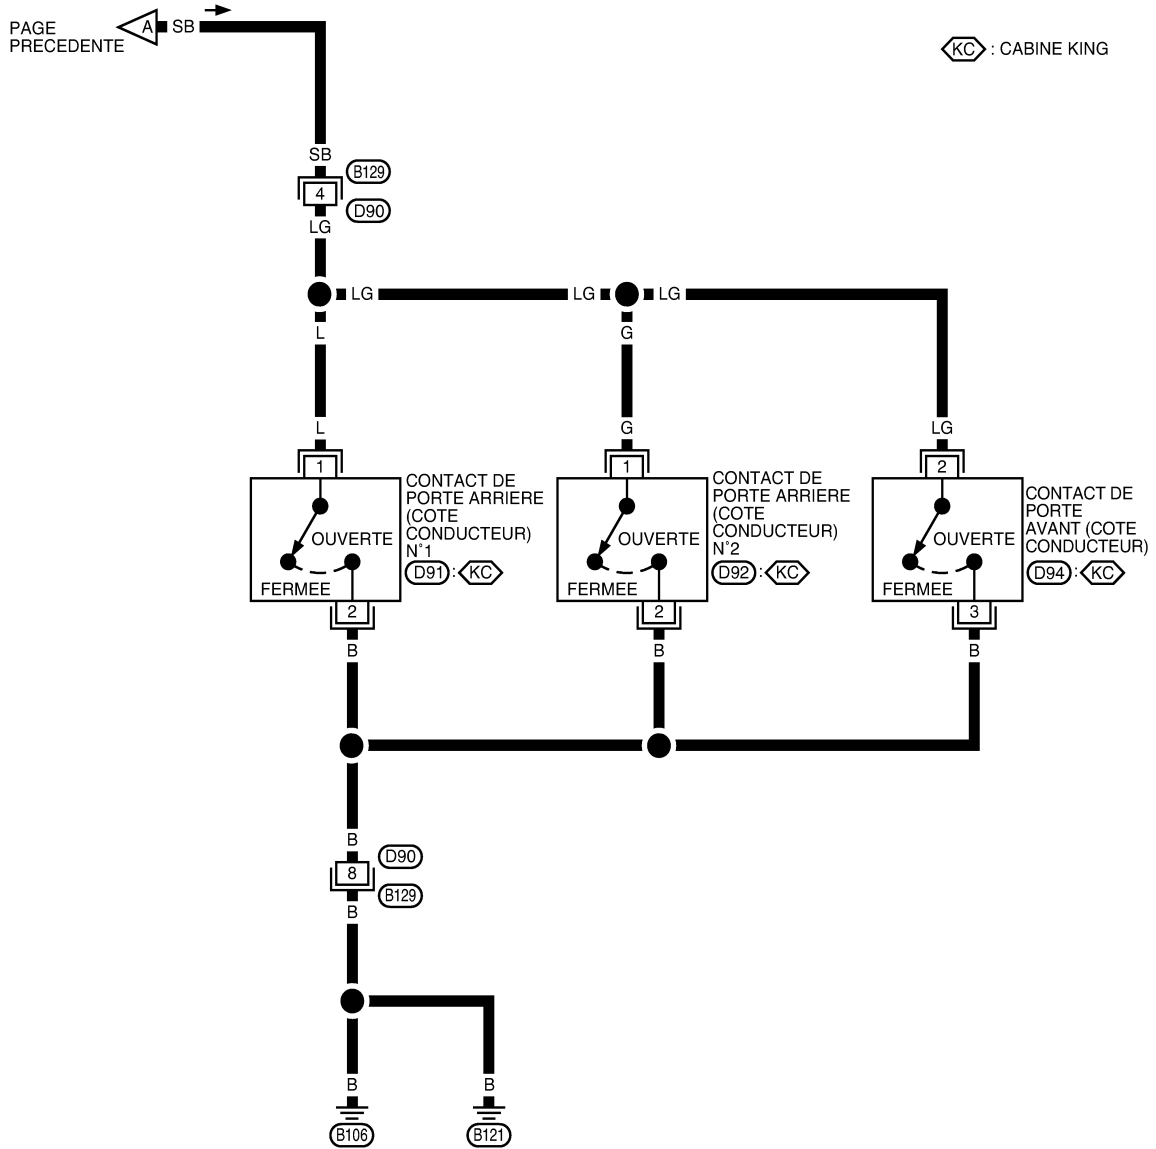 PAGE
PRECEDENTE
A
SB
KC : CABINE KING
SB
B129
4
D90
LG
LG
LG
LG
L
G
L
G
LG
1
1
2
CONTACT DE
PORTE ARRIERE
(COTE
CONDUCTEUR)
N°1
D91 : KC
OUVERTE
FERMEE
CONTACT DE
PORTE ARRIERE
(COTE
CONDUCTEUR)
N°2
D92 : KC
OUVERTE
FERMEE
CONTACT DE
PORTE
AVANT (COTE
CONDUCTEUR)
D94 : KC
OUVERTE
FERMEE
2
2
3
B
B
B
B
D90
8
B129
B
B
B
B106
B121